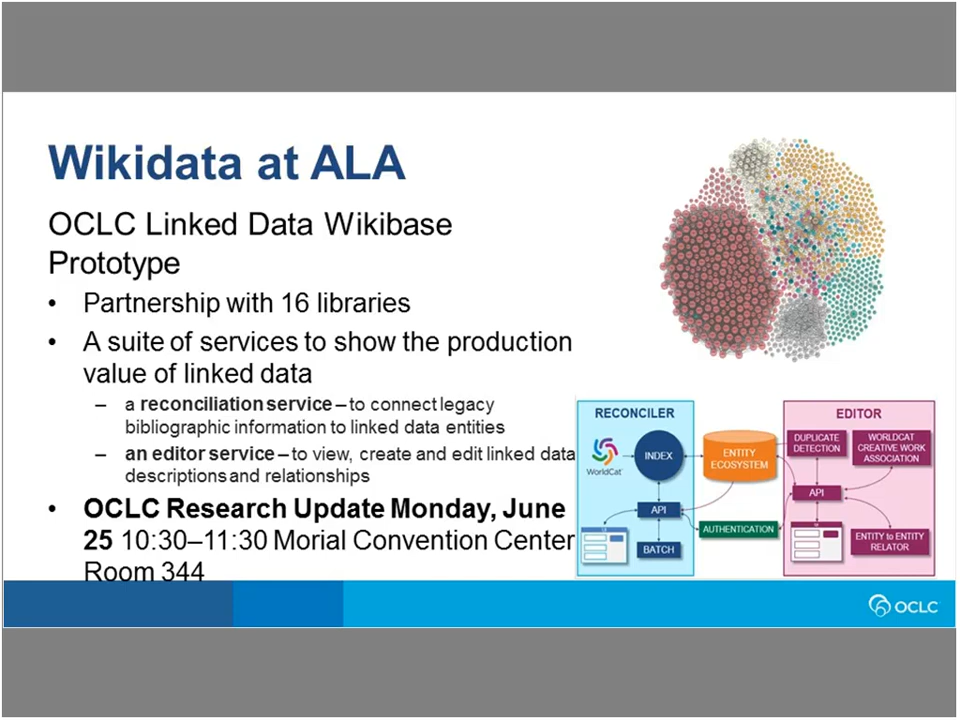 Wikidata at ALA
OCLC Linked Data Wikibase
Prototype
• Partnership with 16 libraries
• A suite of services to show the production
value of linked data
– a reconciliation service – to connect legacy
bibliographic information to linked data entities
– an editor service – to view, create and edit linked data
descriptions and relationships
• OCLC Research Update Monday, June
25 10:30–11:30 Morial Convention Center
Room 344
RECONCILER
WorldCat
INDEX
API
BATCH
ENTITY
ECOSYSTEM
AUTHENTICATION
EDITOR
DUPLICATE
DETECTION
WORLDCAT
CREATIVE WORK
ASSOCIATION
API
ENTITY to ENTITY
RELATOR
OCLC